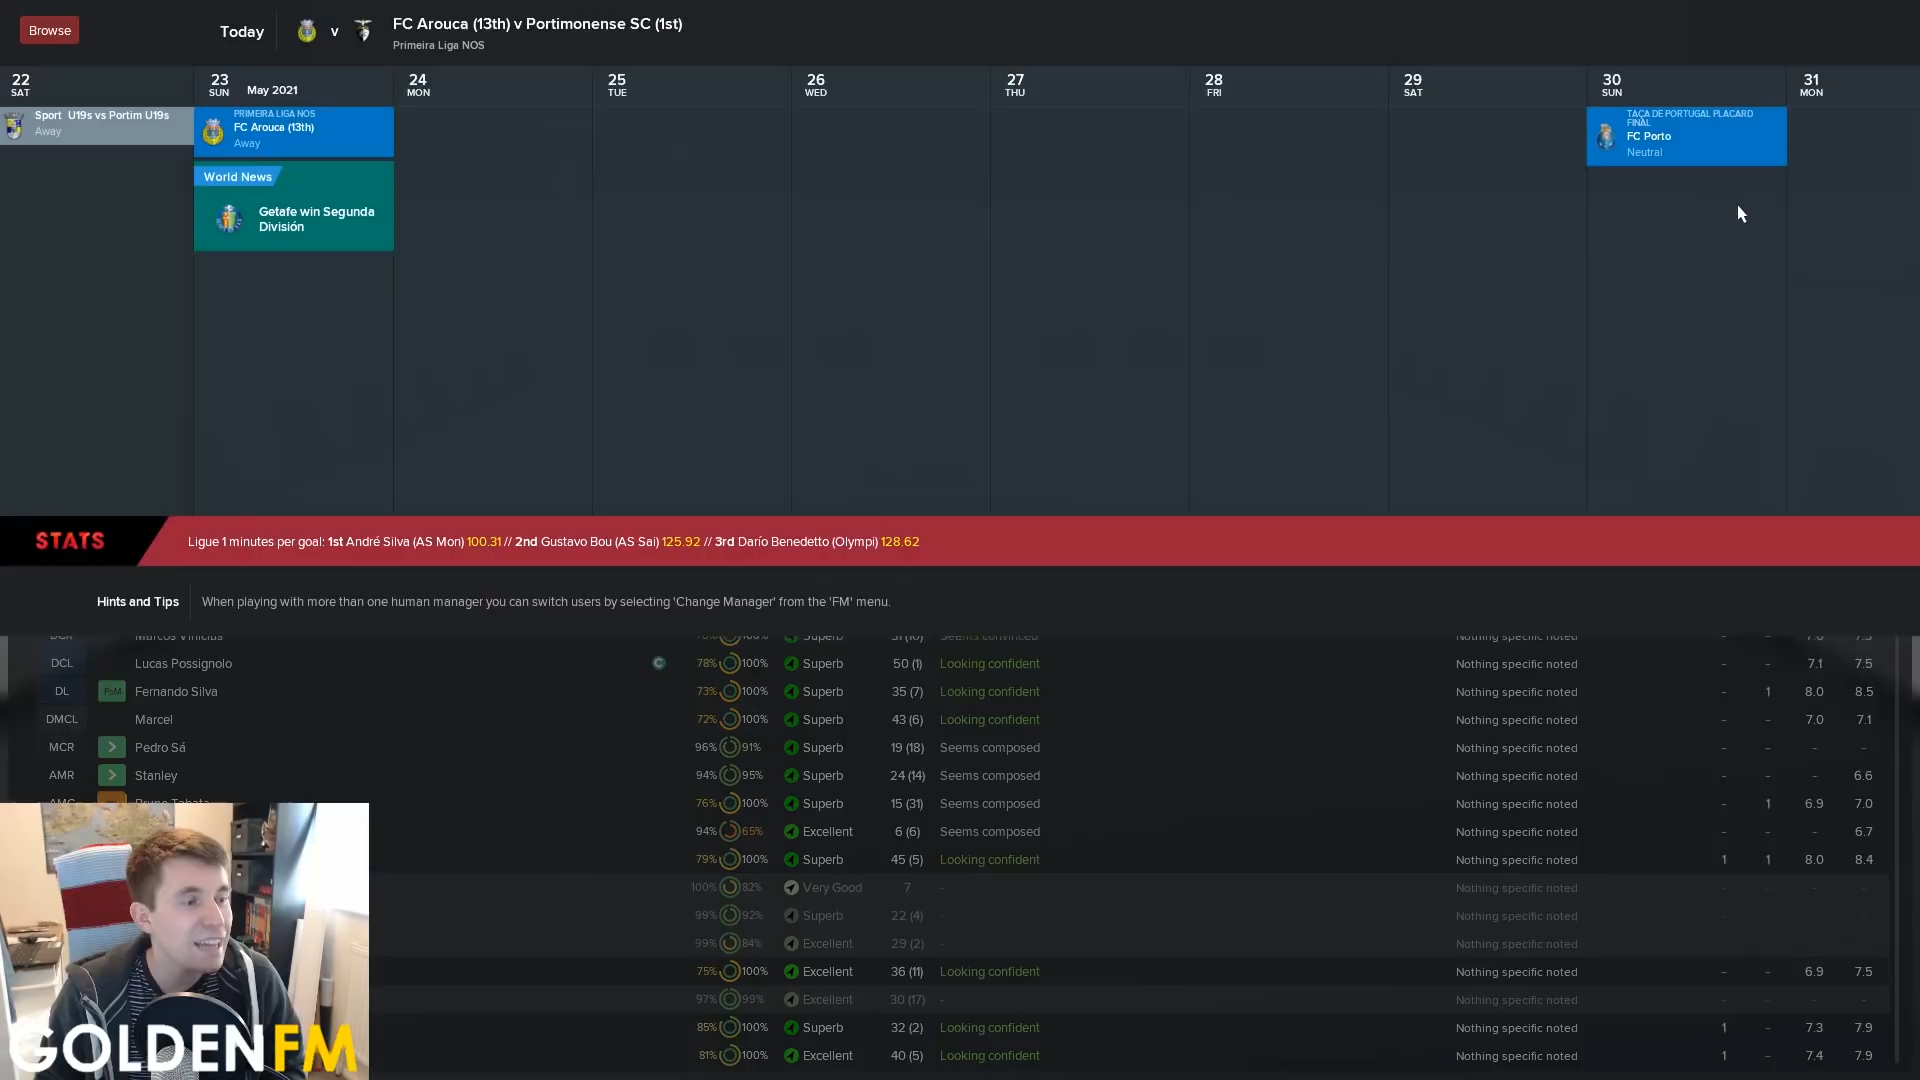 Browse
Today
v
FC Arouca (13th) v Portimonense SC (1st)
Primeira Liga NOS
22
SAT
23
SUN
May 2021
24
MON
25
TUE
26
WED
27
THU
28
FRI
29
SAT
30
SUN
31
MON
Sport U19s vs Portim U19s
Away
PRIMEIRA LIGA NOS
FC Arouca (13th)
Away
World News
Getafe win Segunda
División
TAÇA DE PORTUGAL PLACARD
FINAL
FC Porto
Neutral
STATS
Ligue 1 minutes per goal: 1st André Silva (AS Mon) 100.31 // 2nd Gustavo Bou (AS Sai) 125.92 // 3rd Darío Benedetto (Olympi) 128.62
Hints and Tips
When playing with more than one human manager you can switch users by selecting 'Change Manager' from the 'FM' menu.
DCL Lucas Possignolo C 78% 100% Superb 50 (1) Looking confident Nothing specific noted - - 7.1 7.5
DL PoM Fernando Silva 73% 100% Superb 35 (7) Looking confident Nothing specific noted - 1 8.0 8.5
DMCL Marcel 72% 100% Superb 43 (6) Looking confident Nothing specific noted - - 7.0 7.1
MCR Pedro Sá 96% 91% Superb 19 (18) Seems composed Nothing specific noted - - - -
AMR Stanley 94% 95% Superb 24 (14) Seems composed Nothing specific noted - - - 6.6
76% 100% Superb 15 (31) Seems composed Nothing specific noted - 1 6.9 7.0
94% 65% Excellent 6 (6) Seems composed Nothing specific noted - - - 6.7
79% 100% Superb 45 (5) Looking confident Nothing specific noted 1 1 8.0 8.4
100% 82% Very Good 7 - Nothing specific noted - - - -
99% 92% Superb 22 (4) - Nothing specific noted - - - -
99% 84% Excellent 29 (2) - Nothing specific noted - - - -
75% 100% Excellent 36 (11) Looking confident Nothing specific noted - - 6.9 7.5
97% 99% Excellent 30 (17) - Nothing specific noted - - - -
85% 100% Superb 32 (2) Looking confident Nothing specific noted 1 - 7.3 7.9
81% 100% Excellent 40 (5) Looking confident Nothing specific noted 1 - 7.4 7.9
GOLDENFM